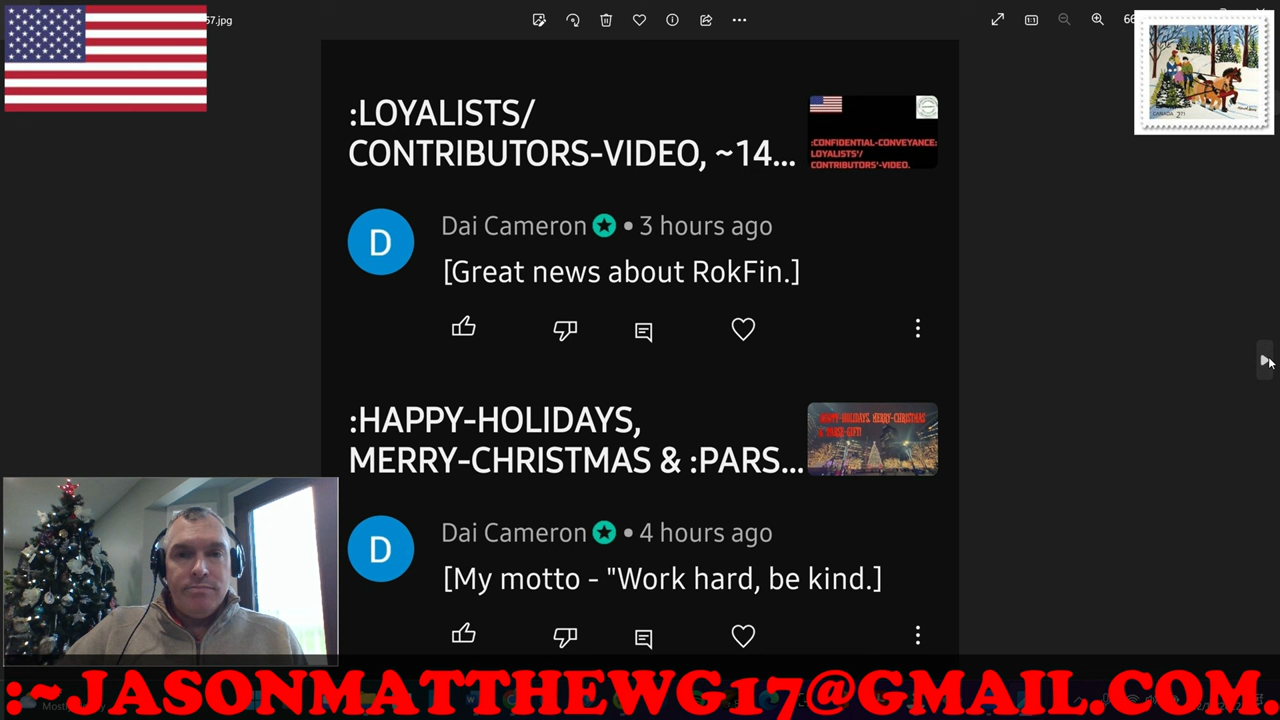 57.jpg
CANADA 271
:LOYALISTS/
CONTRIBUTORS-VIDEO, ~14...
:CONFIDENTIAL-CONVEYANCE:
LOYALISTS'/
CONTRIBUTORS'-VIDEO.
Dai Cameron • 3 hours ago
D
[Great news about RokFin.]
:HAPPY-HOLIDAYS,
MERRY-CHRISTMAS & :PARS...
Dai Cameron • 4 hours ago
D
[My motto - "Work hard, be kind.]
:~JASONMATTHEWG17@GMAIL.COM.